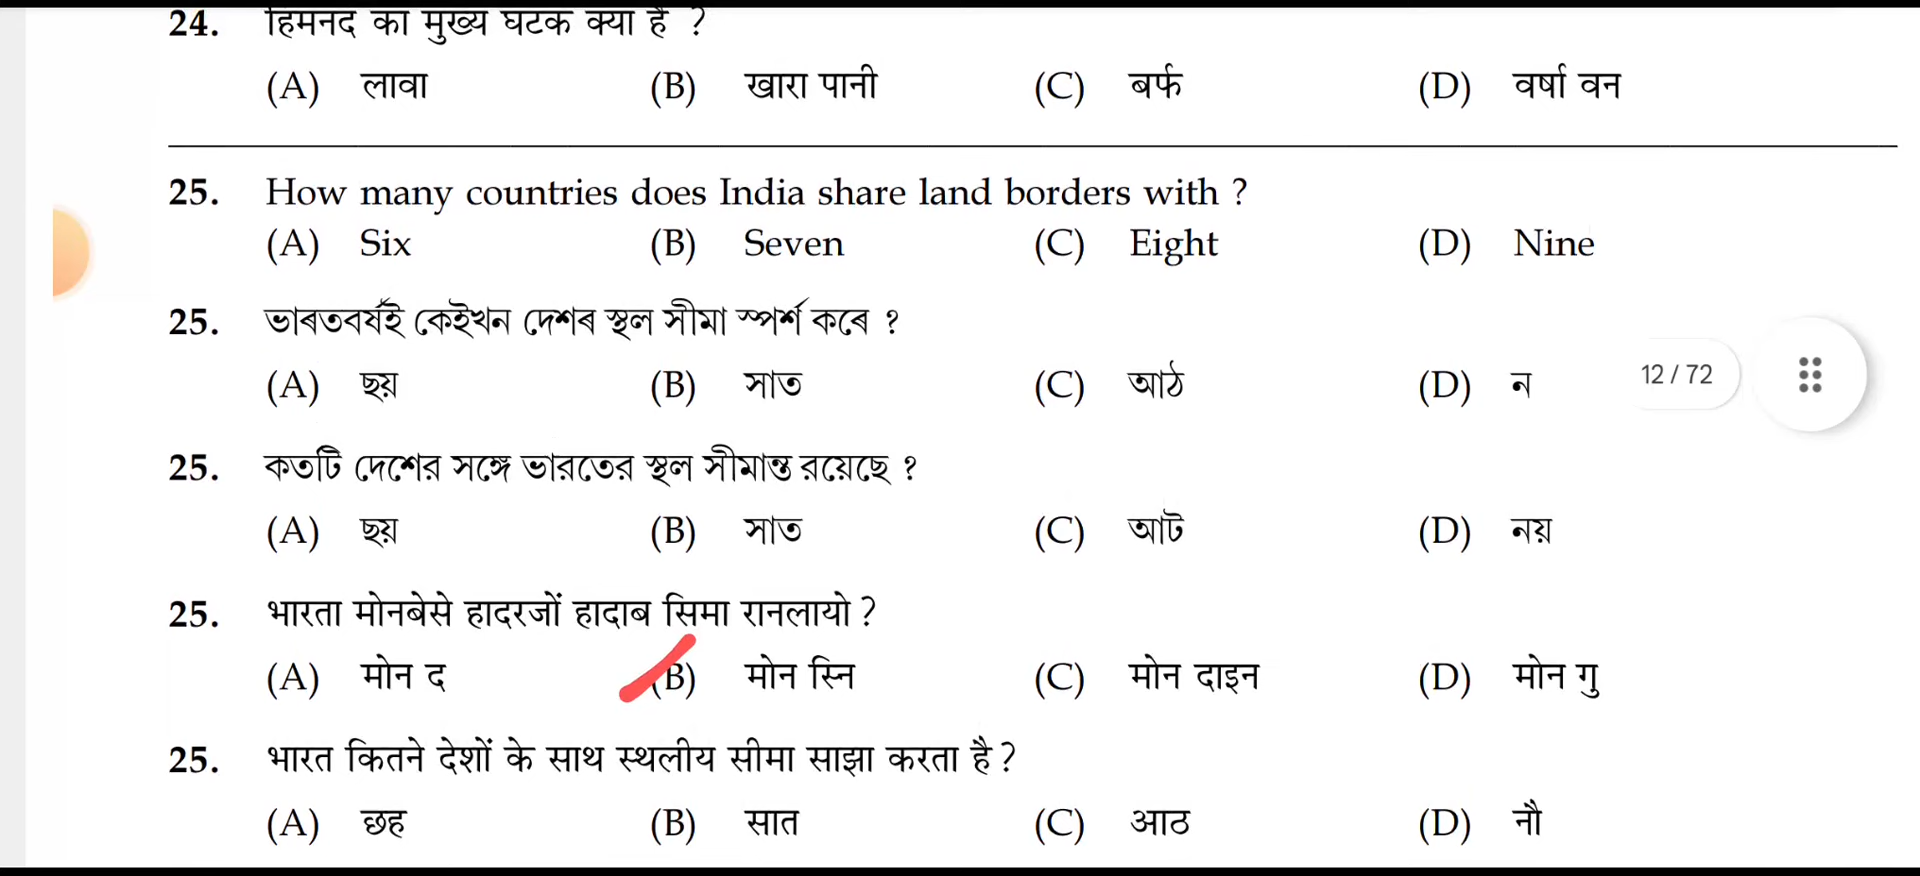 24. हिमनद का मुख्य घटक क्या है ?
(A) लावा (B) खारा पानी (C) बर्फ (D) वर्षा वन
25. How many countries does India share land borders with ?
(A) Six (B) Seven (C) Eight (D) Nine
25. ভাৰতবৰ্ষই কেইখন দেশৰ স্থল সীমা স্পৰ্শ কৰে ?
(A) ছয় (B) সাত (C) আঠ (D) ন
12 / 72
25. কতটি দেশের সঙ্গে ভারতের স্থল সীমান্ত রয়েছে ?
(A) ছয় (B) সাত (C) আট (D) নয়
25. भारता मोनबेसे हादरजों हादाब सिमा रानलायो ?
(A) मोन द (B) मोन स्नि (C) मोन दाइन (D) मोन गु
25. भारत कितने देशों के साथ स्थलीय सीमा साझा करता है ?
(A) छह (B) सात (C) आठ (D) नौ